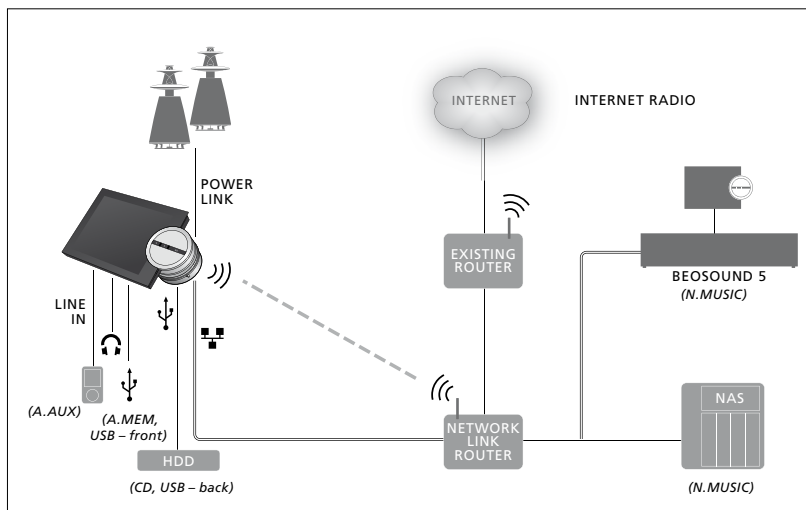 INTERNET
INTERNET RADIO
POWER
LINK
EXISTING
ROUTER
BEOSOUND 5
(N.MUSIC)
LINE
IN
(A.AUX)
(A.MEM,
USB – front)
HDD
(CD, USB – back)
NETWORK
LINK
ROUTER
NAS
(N.MUSIC)